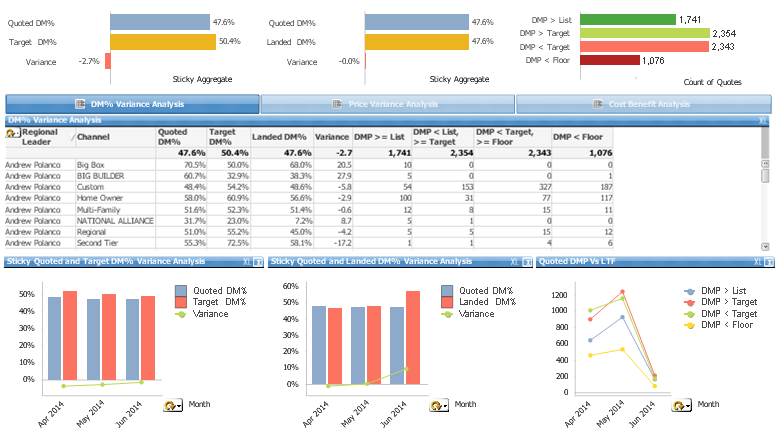 Quoted DM% 47.6%
Target DM% 50.4%
Variance -2.7%
Sticky Aggregate
Quoted DM% 47.6%
Landed DM% 47.6%
Variance -0.0%
Sticky Aggregate
DMP > List 1,741
DMP > Target 2,354
DMP < Target 2,343
DMP < Floor 1,076
Count of Quotes
DM% Variance Analysis
Price Variance Analysis
Cost Benefit Analysis
DM% Variance Analysis XL
Regional Leader / Channel Quoted DM% Target DM% Landed DM% Variance DMP >= List DMP < List, >= Target DMP < Target, >= Floor DMP < Floor
47.6% 50.4% 47.6% -2.7 1,741 2,354 2,343 1,076
Andrew Polanco Big Box 70.5% 50.0% 68.0% 20.5 10 0 0 0
Andrew Polanco BIG BUILDER 60.7% 32.9% 38.3% 27.9 5 0 0 1
Andrew Polanco Custom 48.4% 54.2% 48.6% -5.8 54 153 327 187
Andrew Polanco Home Owner 58.0% 60.9% 56.6% -2.9 100 31 77 117
Andrew Polanco Multi-Family 51.6% 52.3% 51.4% -0.6 12 8 15 11
Andrew Polanco NATIONAL ALLIANCE 31.7% 23.0% 7.2% 8.7 5 1 0 0
Andrew Polanco Regional 51.0% 55.2% 45.0% -4.2 5 5 15 15
Andrew Polanco Second Tier 55.3% 72.5% 58.1% -17.2 1 1 4 6
Sticky Quoted and Target DM% Variance Analysis XL
50%
40%
30%
20%
10%
0%
Apr 2014
May 2014
Jun 2014
Quoted DM%
Target DM%
Variance
Month
Sticky Quoted and Landed DM% Variance Analysis XL
60%
50%
40%
30%
20%
10%
0%
Apr 2014
May 2014
Jun 2014
Quoted DM%
Landed DM%
Variance
Month
Quoted DMP Vs LTF XL
1200
1000
800
600
400
200
0
Apr 2014
May 2014
Jun 2014
DMP > List
DMP > Target
DMP < Target
DMP < Floor
Month